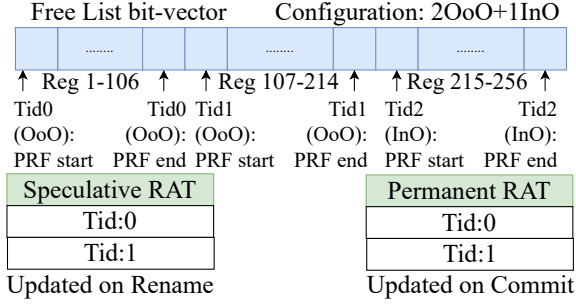 Free List bit-vector Configuration: 2OoO+1InO
........ ........ ........
Reg 1-106 Reg 107-214 Reg 215-256
Tid0 Tid0 Tid1 Tid1 Tid2 Tid2
(OoO): (OoO): (OoO): (OoO): (InO): (InO):
PRF start PRF end PRF start PRF end PRF start PRF end
Speculative RAT Permanent RAT
Tid:0 Tid:0
Tid:1 Tid:1
Updated on Rename Updated on Commit